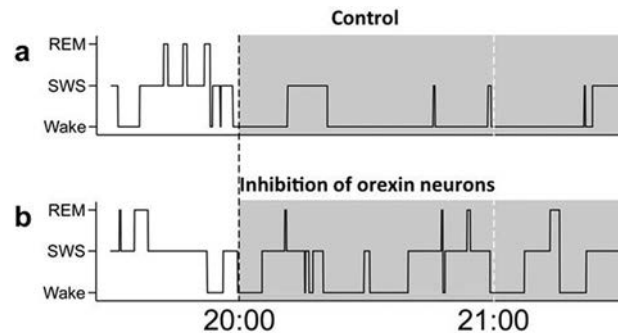 Control
a
REM
SWS
Wake
Inhibition of orexin neurons
b
REM
SWS
Wake
20:00 21:00